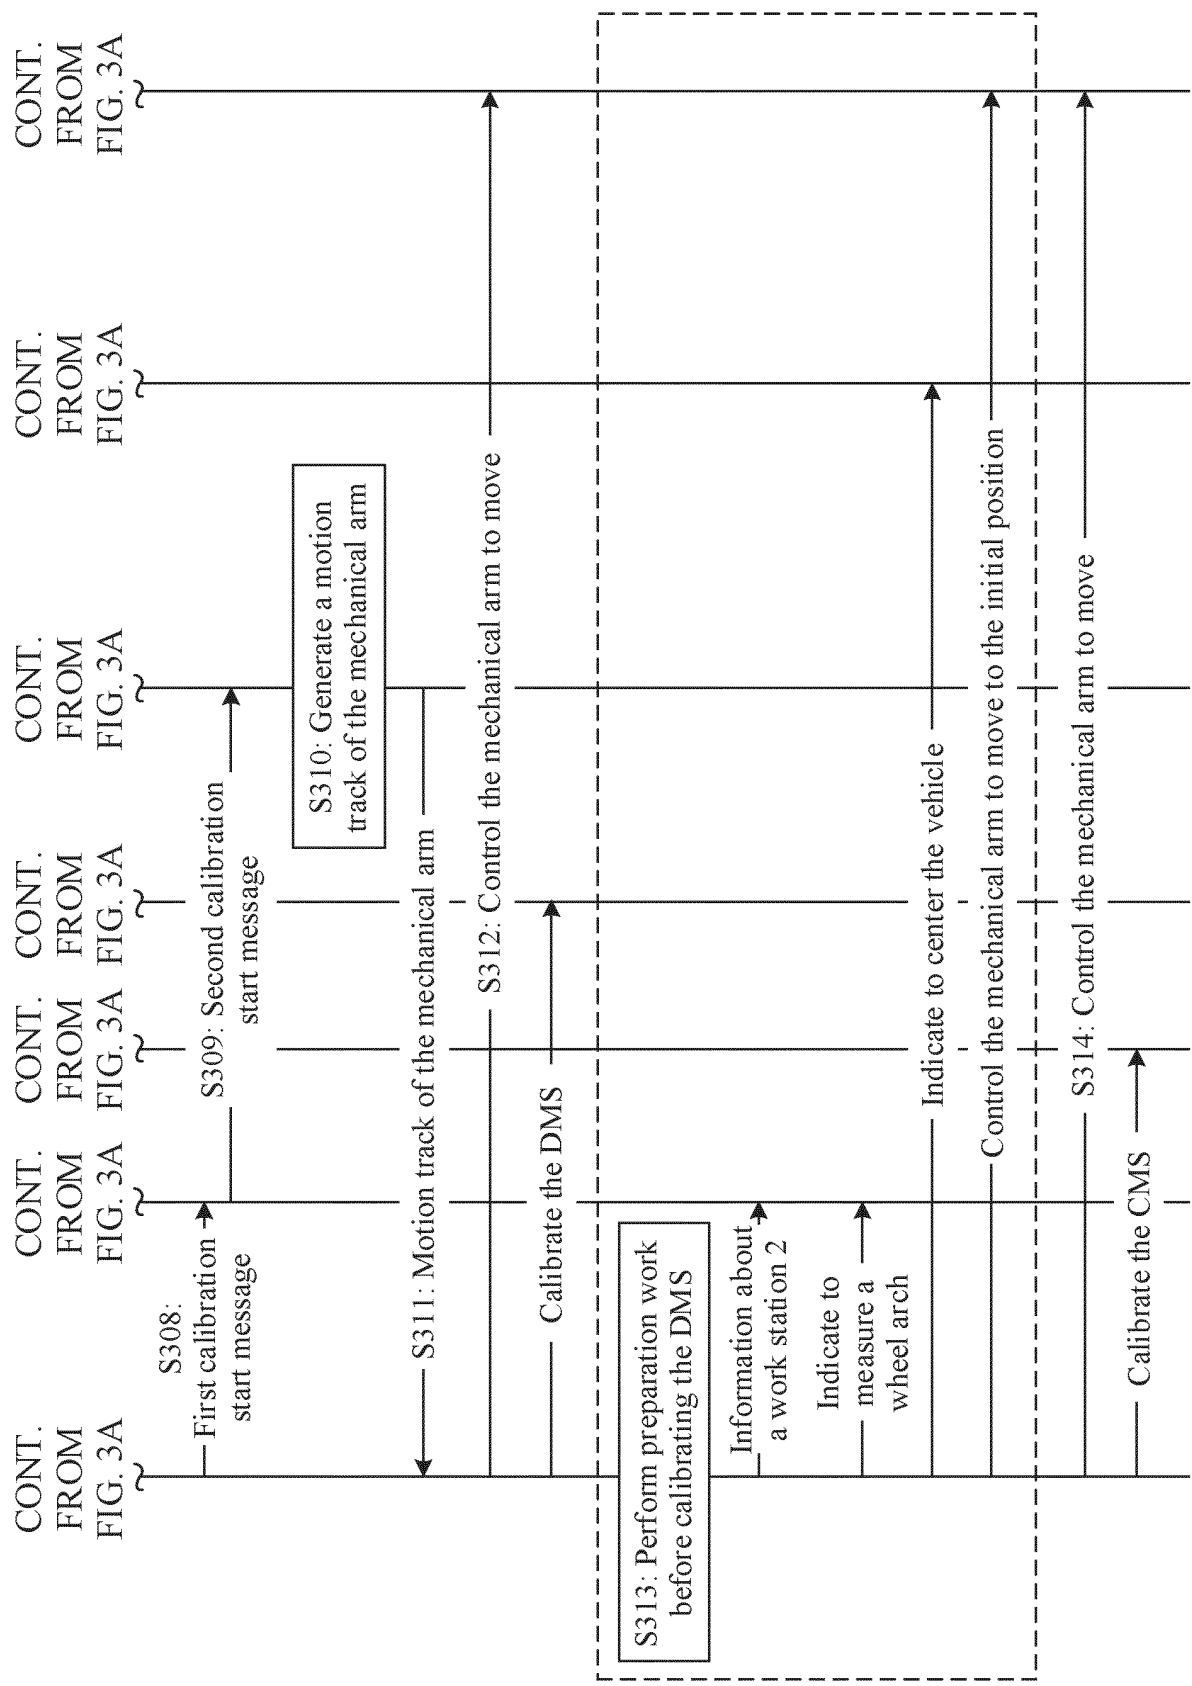 CONT.
FROM
FIG. 3A
CONT.
FROM
FIG. 3A
CONT.
FROM
FIG. 3A
CONT.
FROM
FIG. 3A
CONT.
FROM
FIG. 3A
CONT.
FROM
FIG. 3A
CONT.
FROM
FIG. 3A
S308:
First calibration
start message
S309: Second calibration
start message
S310: Generate a motion
track of the mechanical arm
S311: Motion track of the mechanical arm
S312: Control the mechanical arm to move
Calibrate the DMS
S313: Perform preparation work
before calibrating the DMS
Information about
a work station 2
Indicate to
measure a
wheel arch
Indicate to center the vehicle
Control the mechanical arm to move to the initial position
S314: Control the mechanical arm to move
Calibrate the CMS